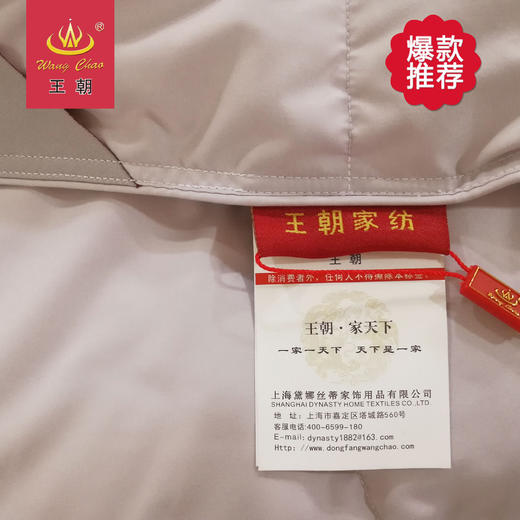 ®
Wang Chao
王朝
爆款
推荐
王朝家纺
王 朝
除消费者外，任何人不得撕除本标签
王朝·家天下
一家一天下 天下是一家
上海黛娜丝蒂家饰用品有限公司
SHANGHAI DYNASTY HOME TEXTILES CO.,LTD
地 址：上海市嘉定区塔城路560号
客服电话:400-6599-180
E-mail：dynasty1882@163.com
Http://www.dongfangwangchao.com
Wang Chao